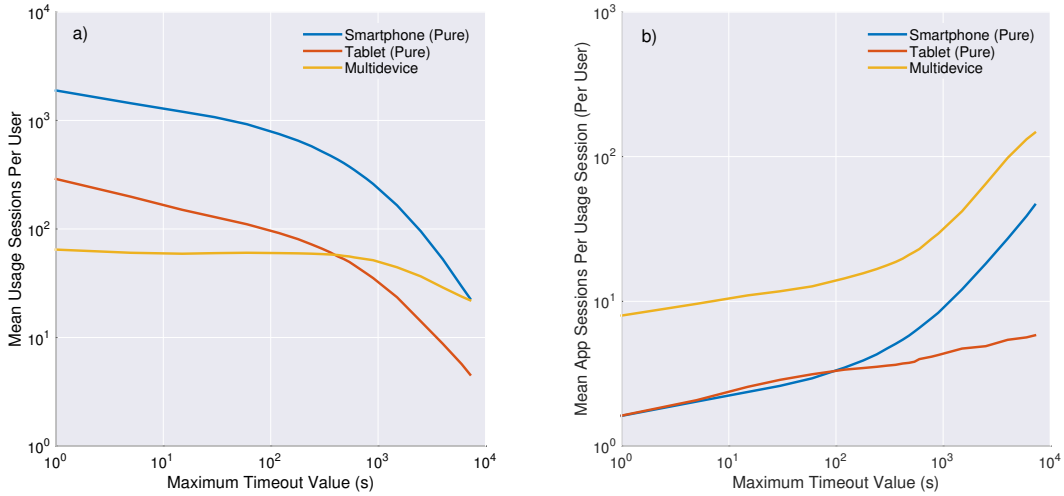 a)
Smartphone (Pure)
Tablet (Pure)
Multidevice
Mean Usage Sessions Per User
10^4
10^3
10^2
10^1
10^0
10^0
10^1
10^2
10^3
10^4
Maximum Timeout Value (s)
b)
Smartphone (Pure)
Tablet (Pure)
Multidevice
Mean App Sessions Per Usage Session (Per User)
10^3
10^2
10^1
10^0
10^0
10^1
10^2
10^3
10^4
Maximum Timeout Value (s)